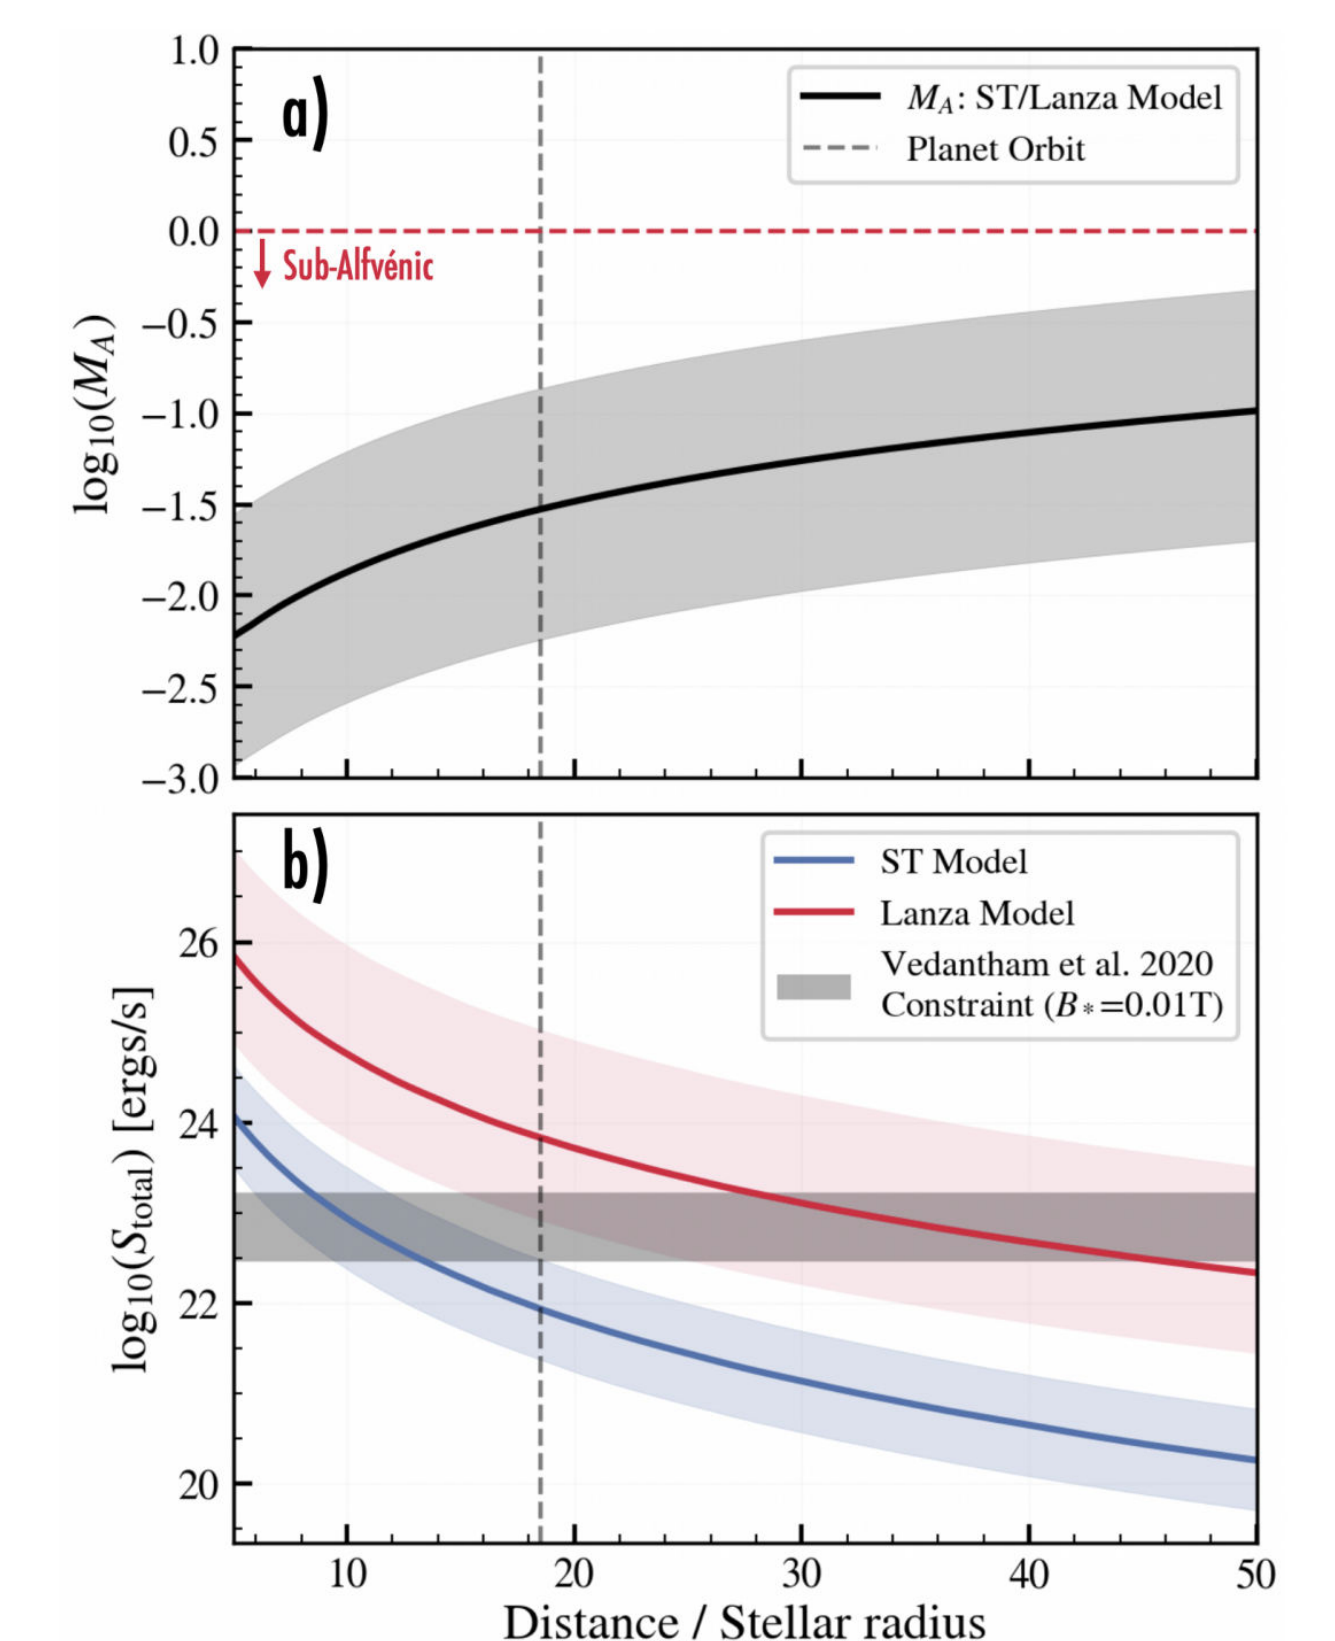 a)
M_A: ST/Lanza Model
Planet Orbit
Sub-Alfvénic
log10(M_A)
1.0
0.5
0.0
−0.5
−1.0
−1.5
−2.0
−2.5
−3.0
b)
ST Model
Lanza Model
Vedantham et al. 2020
Constraint (B*=0.01T)
log10(S_total) [ergs/s]
26
24
22
20
10 20 30 40 50
Distance / Stellar radius